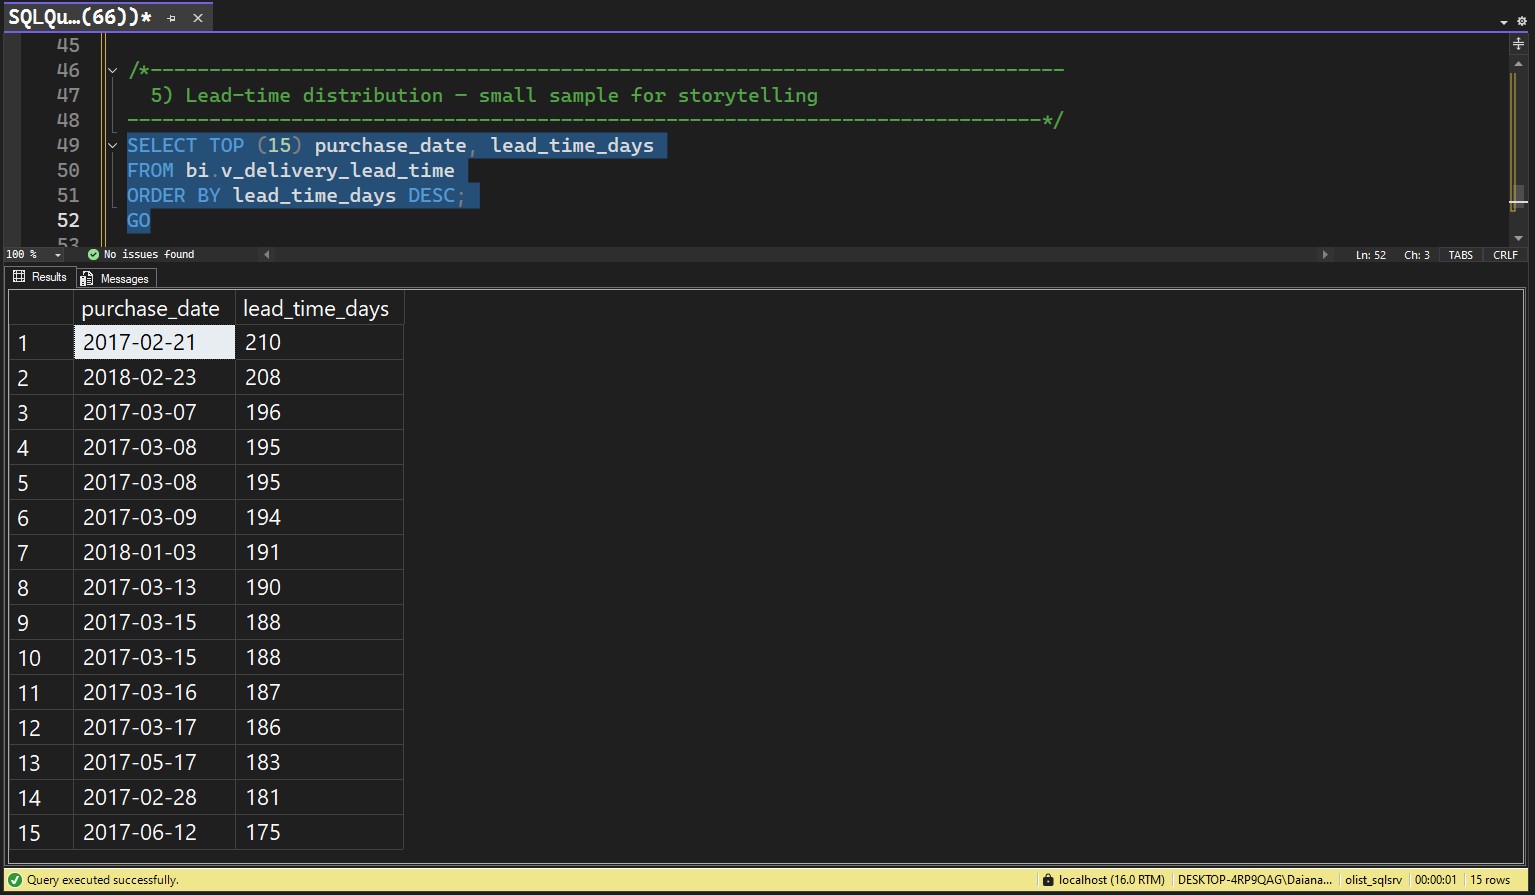 SQLQu...(66))*
45
46 /*------------------------------------------------------------------------------
47 5) Lead-time distribution — small sample for storytelling
48 ------------------------------------------------------------------------------*/
49 SELECT TOP (15) purchase_date, lead_time_days
50 FROM bi.v_delivery_lead_time
51 ORDER BY lead_time_days DESC;
52 GO
53
100 % No issues found Ln: 52 Ch: 3 TABS CRLF
Results Messages
purchase_date lead_time_days
1 2017-02-21 210
2 2018-02-23 208
3 2017-03-07 196
4 2017-03-08 195
5 2017-03-08 195
6 2017-03-09 194
7 2018-01-03 191
8 2017-03-13 190
9 2017-03-15 188
10 2017-03-15 188
11 2017-03-16 187
12 2017-03-17 186
13 2017-05-17 183
14 2017-02-28 181
15 2017-06-12 175
Query executed successfully. localhost (16.0 RTM) DESKTOP-4RP9QAG\Daiana... olist_sqlsrv 00:00:01 15 rows